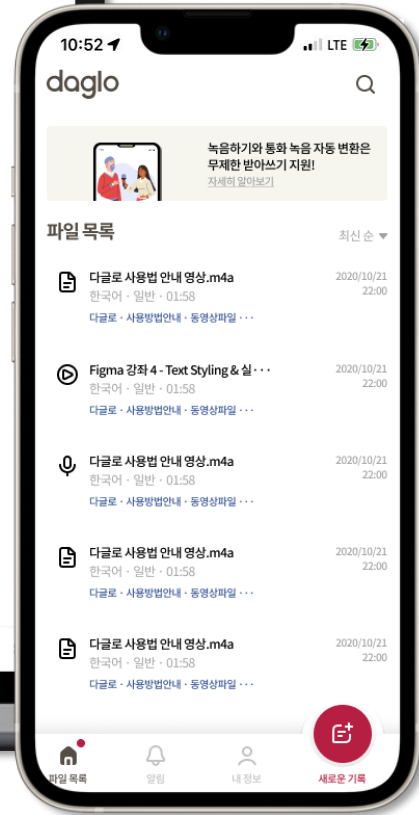 10:52
LTE
daglo
녹음하기와 통화 녹음 자동 변환은
무제한 받아쓰기 지원!
자세히 알아보기
파일 목록
최신 순
다글로 사용법 안내 영상.m4a
2020/10/21
한국어 · 일반 · 01:58
22:00
다글로 · 사용방법안내 · 동영상파일 ···
Figma 강좌 4 - Text Styling & 실···
2020/10/21
한국어 · 일반 · 01:58
22:00
다글로 · 사용방법안내 · 동영상파일 ···
다글로 사용법 안내 영상.m4a
2020/10/21
한국어 · 일반 · 01:58
22:00
다글로 · 사용방법안내 · 동영상파일 ···
다글로 사용법 안내 영상.m4a
2020/10/21
한국어 · 일반 · 01:58
22:00
다글로 · 사용방법안내 · 동영상파일 ···
다글로 사용법 안내 영상.m4a
2020/10/21
한국어 · 일반 · 01:58
22:00
다글로 · 사용방법안내 · 동영상파일 ···
파일 목록
알림
내 정보
새로운 기록